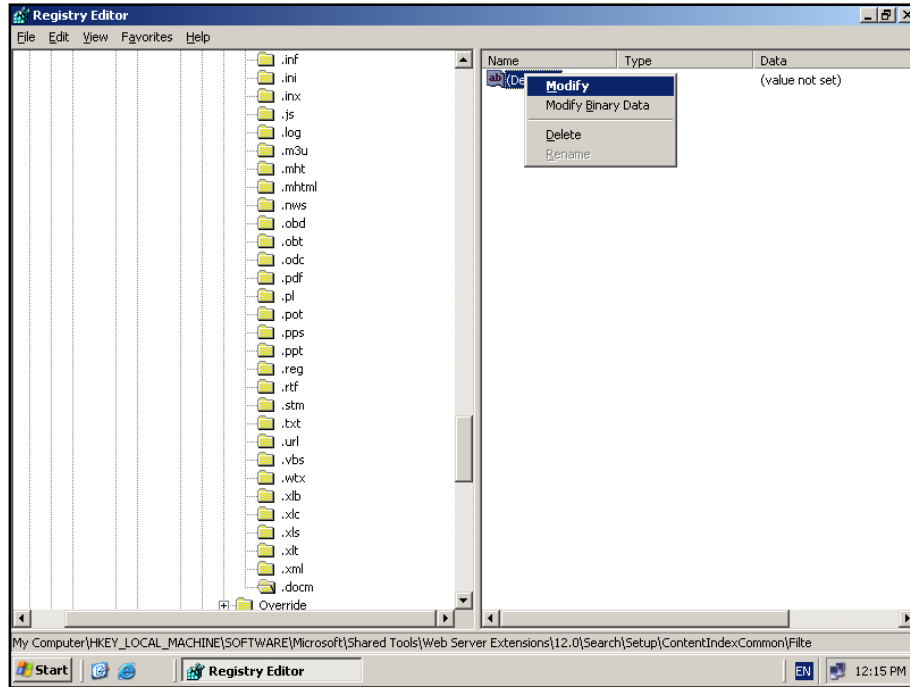 Registry Editor
File Edit View Favorites Help
.inf
.ini
.inx
.js
.log
.m3u
.mht
.mhtml
.nws
.obd
.obt
.odc
.pdf
.pl
.pot
.pps
.ppt
.reg
.rtf
.stm
.txt
.url
.vbs
.wtx
.xlb
.xlc
.xls
.xlt
.xml
.docm
Override
Name Type Data
ab (De (value not set)
Modify
Modify Binary Data
Delete
Rename
My Computer\HKEY_LOCAL_MACHINE\SOFTWARE\Microsoft\Shared Tools\Web Server Extensions\12.0\Search\Setup\ContentIndexCommon\Filte
Start Registry Editor EN 12:15 PM